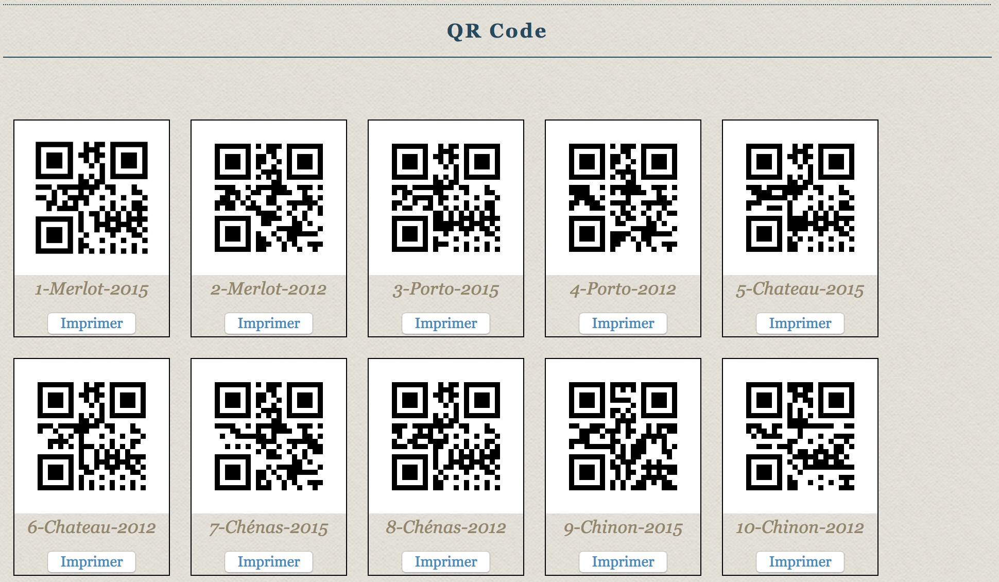 QR Code
1-Merlot-2015
2-Merlot-2012
3-Porto-2015
4-Porto-2012
5-Chateau-2015
Imprimer
Imprimer
Imprimer
Imprimer
Imprimer
6-Chateau-2012
7-Chénas-2015
8-Chénas-2012
9-Chinon-2015
10-Chinon-2012
Imprimer
Imprimer
Imprimer
Imprimer
Imprimer